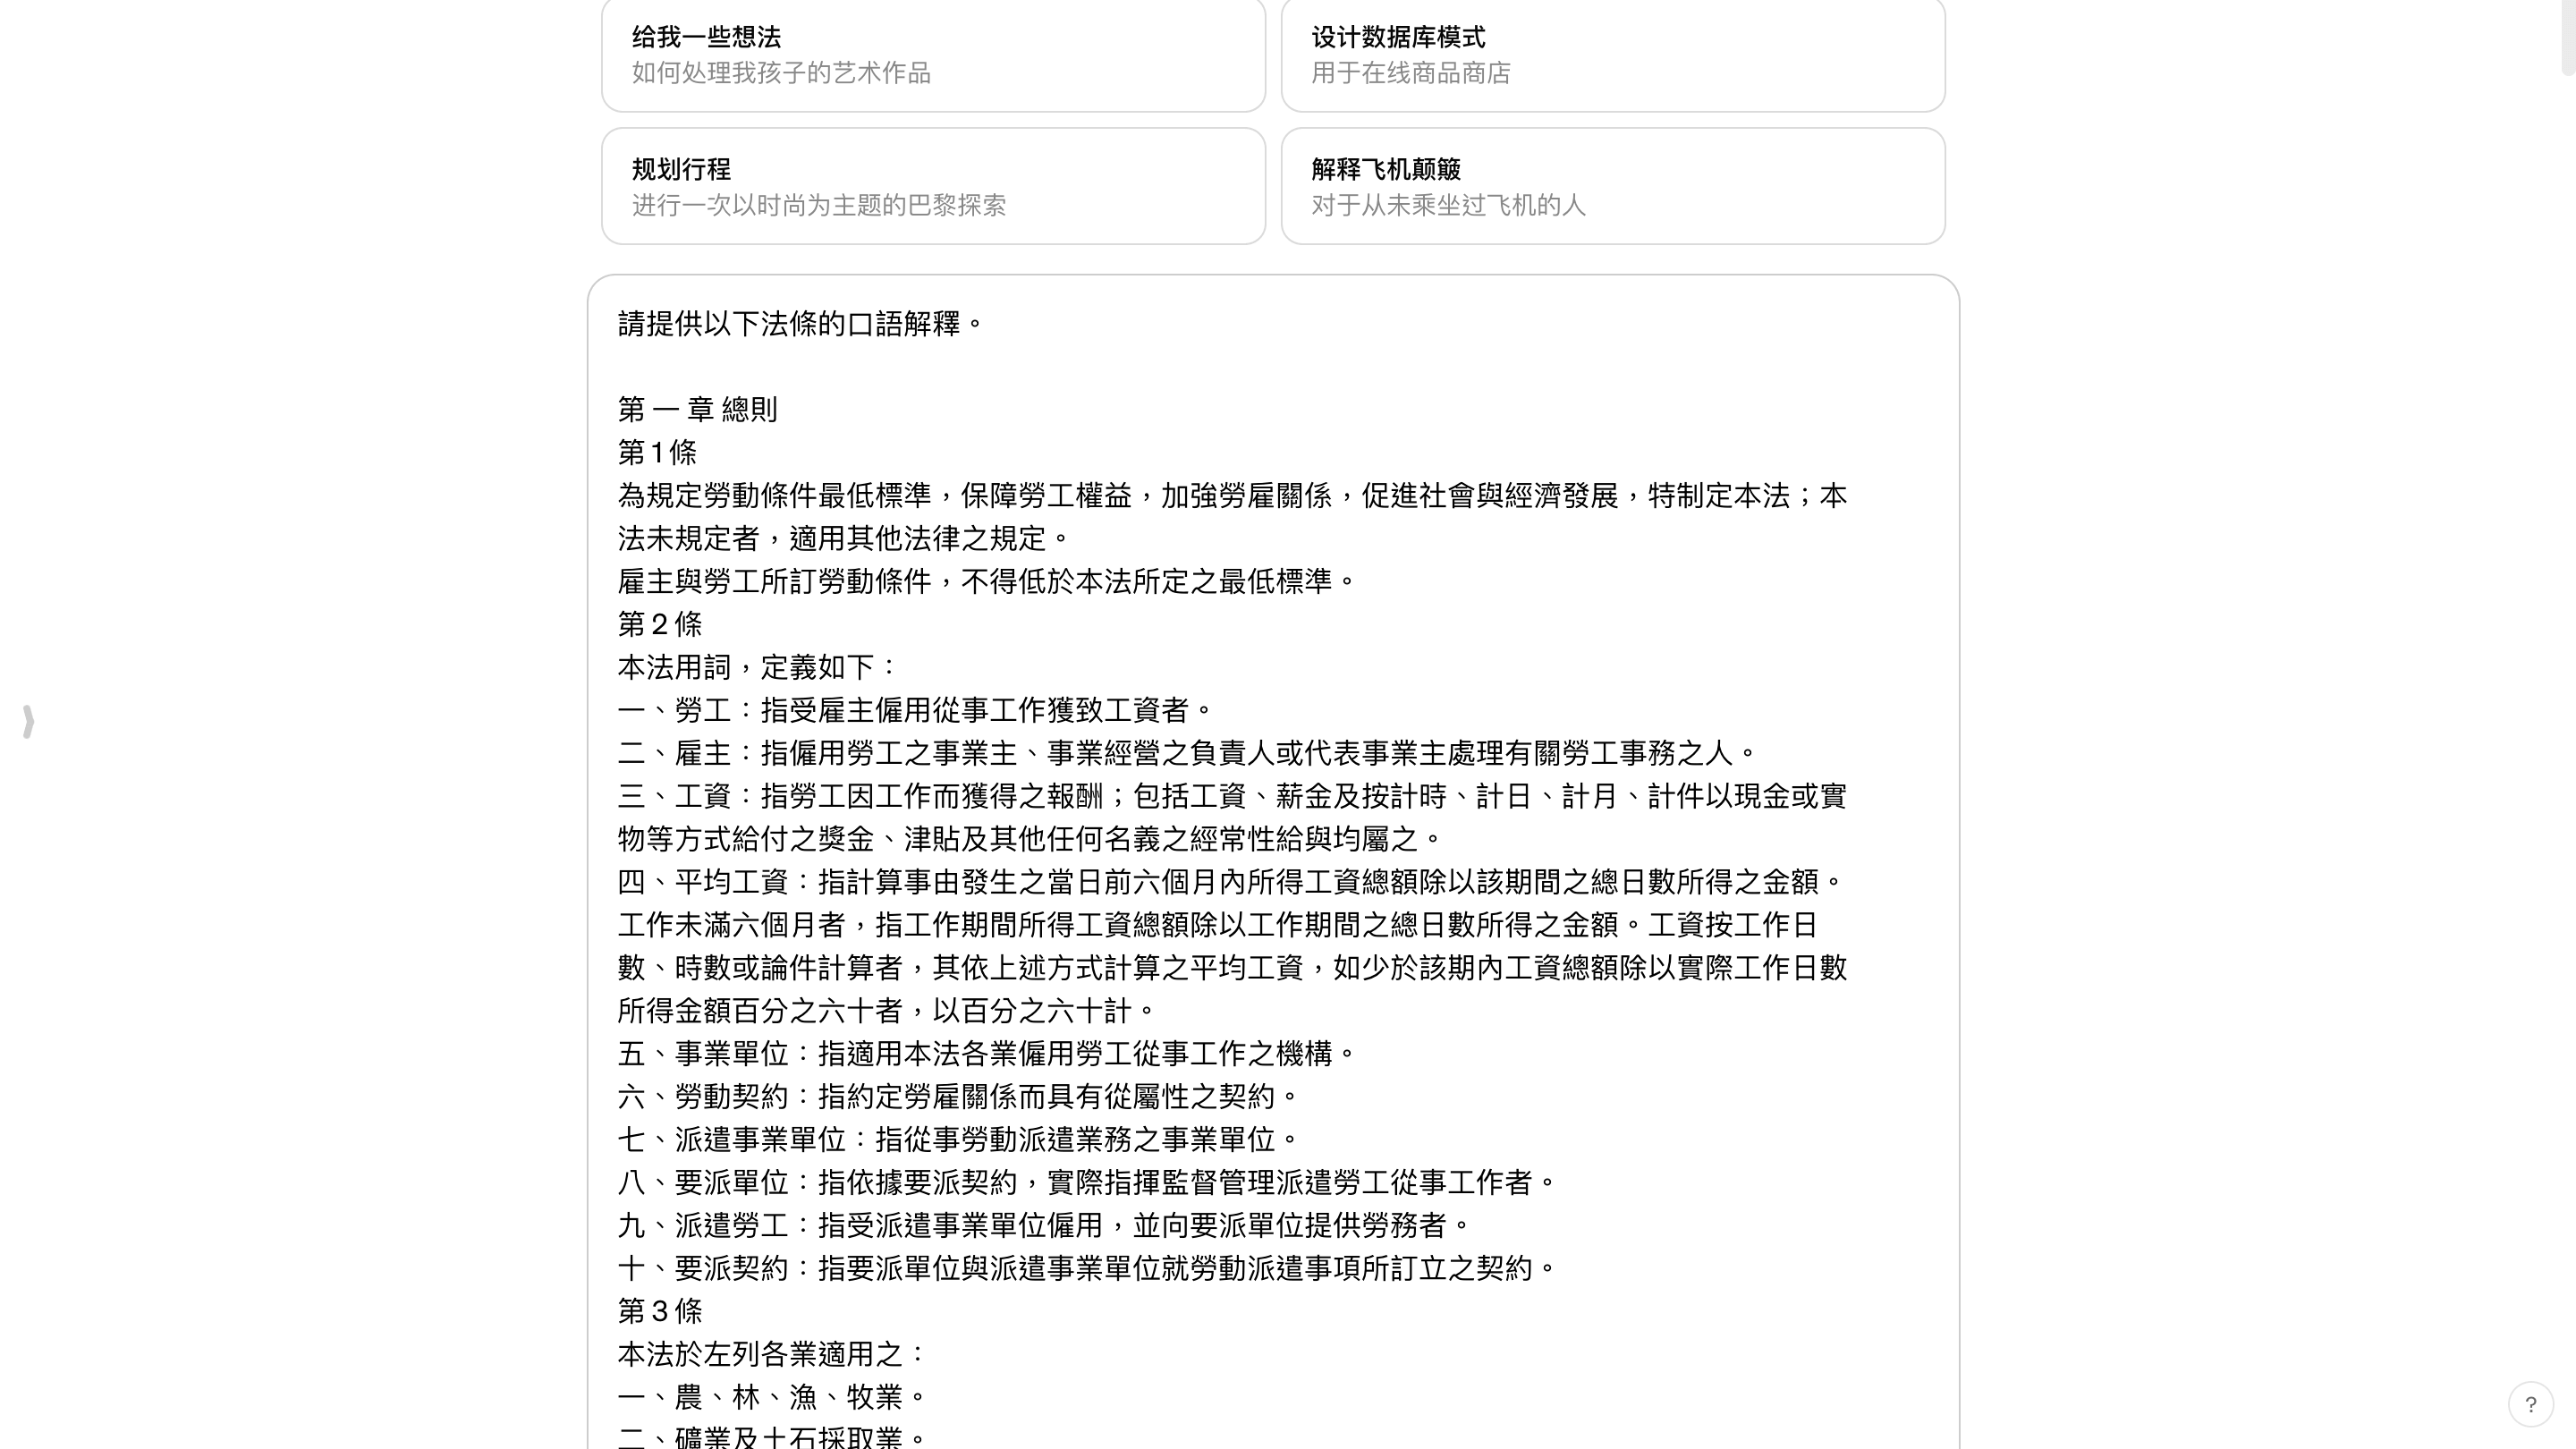 给我一些想法
如何处理我孩子的艺术作品
设计数据库模式
用于在线商品商店
规划行程
进行一次以时尚为主题的巴黎探索
解释飞机颠簸
对于从未乘坐过飞机的人
請提供以下法條的口語解釋。
第 一 章 總則
第 1 條
為規定勞動條件最低標準，保障勞工權益，加強勞雇關係，促進社會與經濟發展，特制定本法；本
法未規定者，適用其他法律之規定。
雇主與勞工所訂勞動條件，不得低於本法所定之最低標準。
第 2 條
本法用詞，定義如下：
一、勞工：指受雇主僱用從事工作獲致工資者。
二、雇主：指僱用勞工之事業主、事業經營之負責人或代表事業主處理有關勞工事務之人。
三、工資：指勞工因工作而獲得之報酬；包括工資、薪金及按計時、計日、計月、計件以現金或實
物等方式給付之獎金、津貼及其他任何名義之經常性給與均屬之。
四、平均工資：指計算事由發生之當日前六個月內所得工資總額除以該期間之總日數所得之金額。
工作未滿六個月者，指工作期間所得工資總額除以工作期間之總日數所得之金額。工資按工作日
數、時數或論件計算者，其依上述方式計算之平均工資，如少於該期內工資總額除以實際工作日數
所得金額百分之六十者，以百分之六十計。
五、事業單位：指適用本法各業僱用勞工從事工作之機構。
六、勞動契約：指約定勞雇關係而具有從屬性之契約。
七、派遣事業單位：指從事勞動派遣業務之事業單位。
八、要派單位：指依據要派契約，實際指揮監督管理派遣勞工從事工作者。
九、派遣勞工：指受派遣事業單位僱用，並向要派單位提供勞務者。
十、要派契約：指要派單位與派遣事業單位就勞動派遣事項所訂立之契約。
第 3 條
本法於左列各業適用之：
一、農、林、漁、牧業。
二、礦業及土石採取業。
?